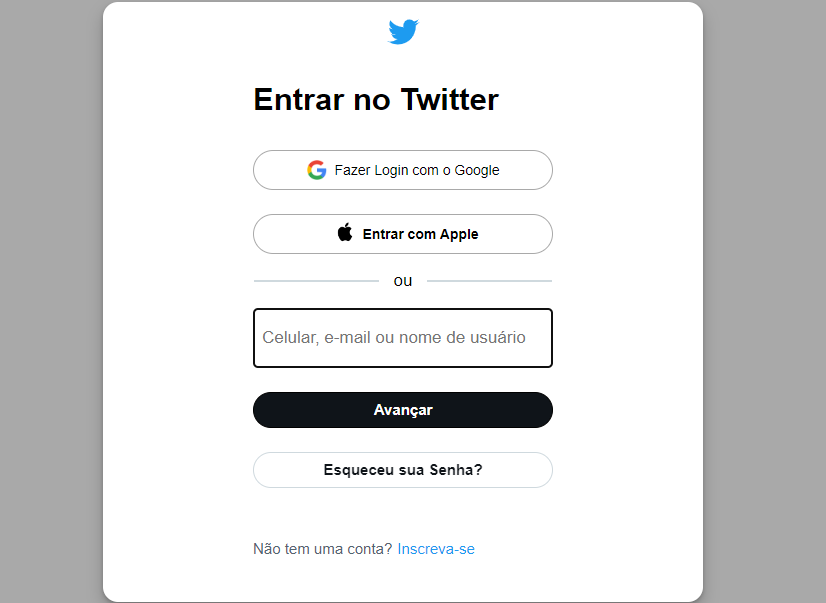 Entrar no Twitter
Fazer Login com o Google
Entrar com Apple
ou
Celular, e-mail ou nome de usuário
Avançar
Esqueceu sua Senha?
Não tem uma conta? Inscreva-se